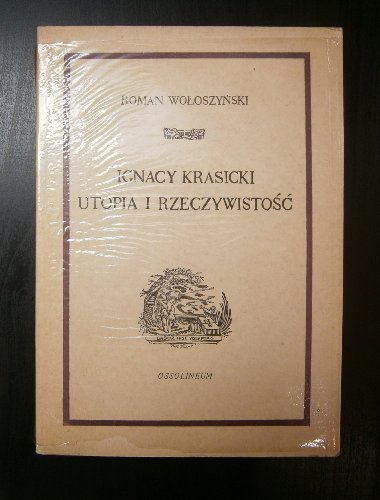 ROMAN WOŁOSZYŃSKI
IGNACY KRASICKI
UTOPIA I RZECZYWISTOŚĆ
OSSOLINEUM